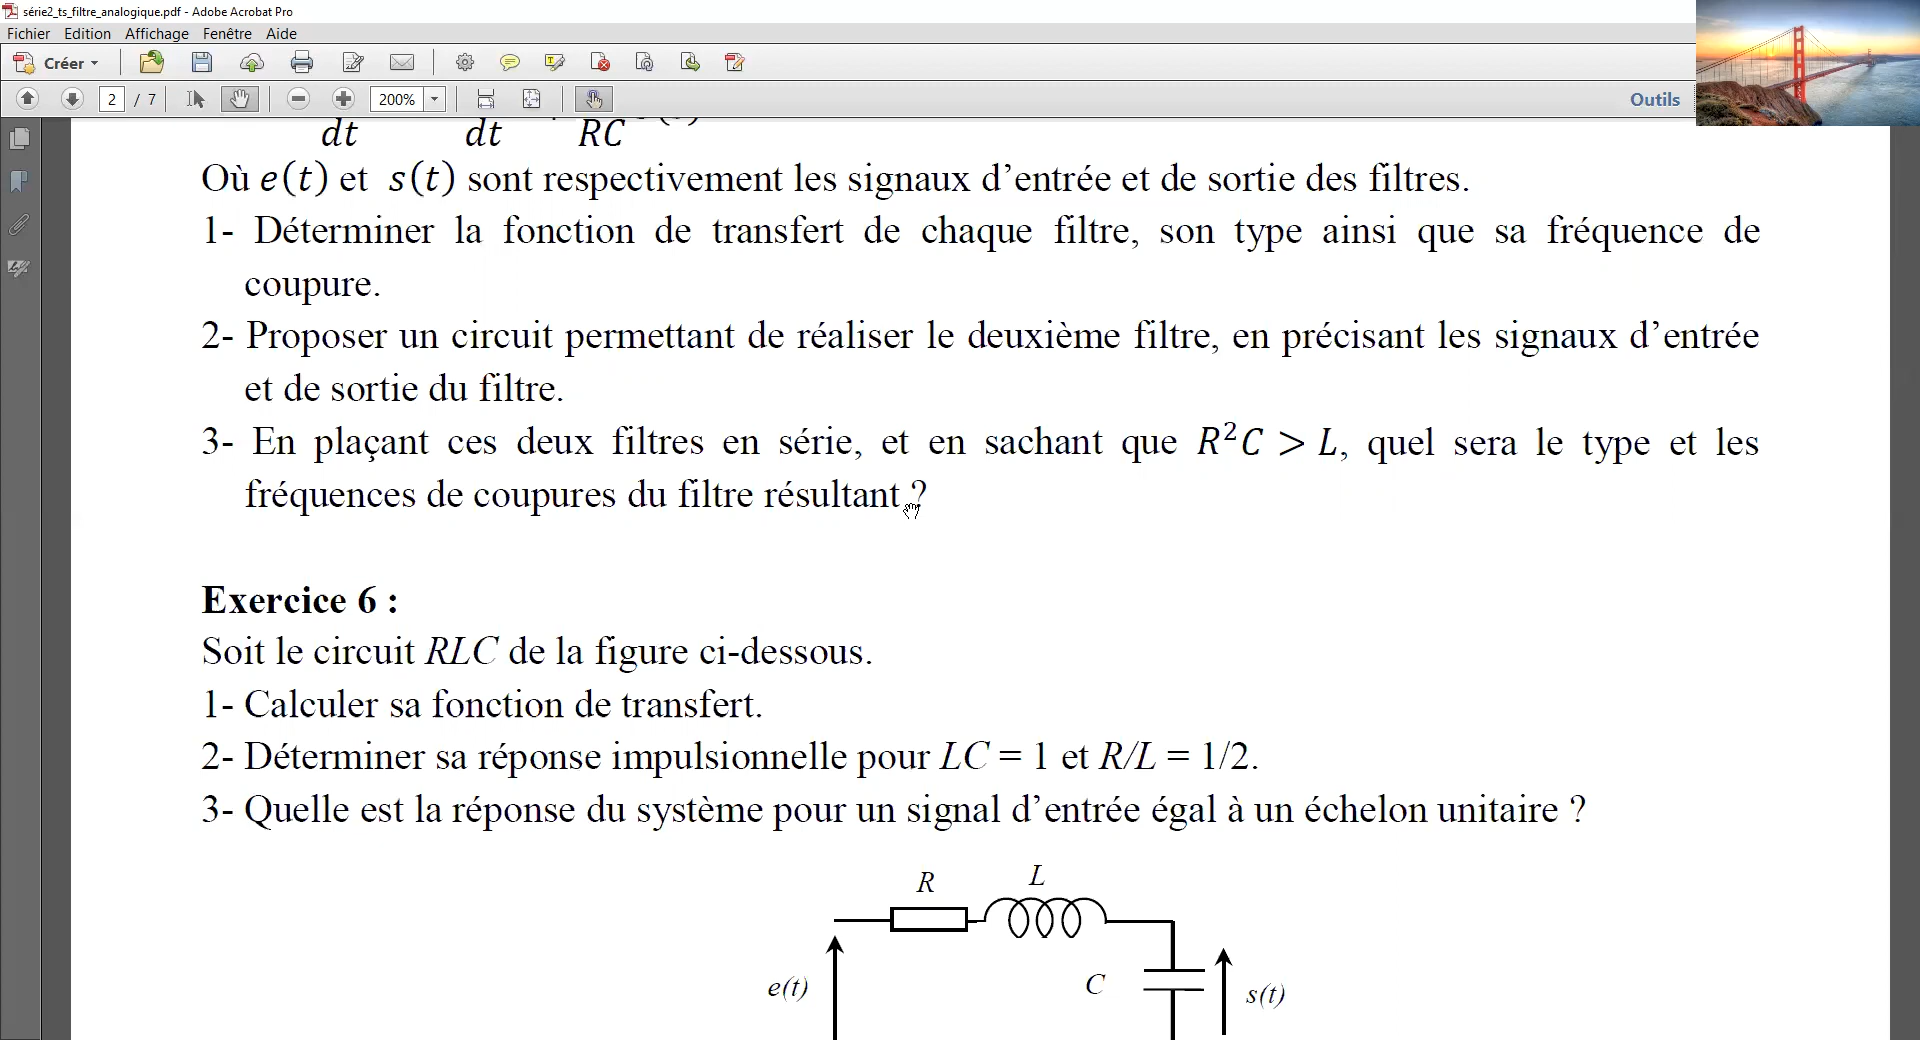 série2_ts_filtre_analogique.pdf - Adobe Acrobat Pro
Fichier Edition Affichage Fenêtre Aide
Créer
2 / 7 200% Outils
dt dt RC
Où e(t) et s(t) sont respectivement les signaux d'entrée et de sortie des filtres.
1- Déterminer la fonction de transfert de chaque filtre, son type ainsi que sa fréquence de
coupure.
2- Proposer un circuit permettant de réaliser le deuxième filtre, en précisant les signaux d'entrée
et de sortie du filtre.
3- En plaçant ces deux filtres en série, et en sachant que R²C > L, quel sera le type et les
fréquences de coupures du filtre résultant ?
Exercice 6 :
Soit le circuit RLC de la figure ci-dessous.
1- Calculer sa fonction de transfert.
2- Déterminer sa réponse impulsionnelle pour LC = 1 et R/L = 1/2.
3- Quelle est la réponse du système pour un signal d'entrée égal à un échelon unitaire ?
R L
e(t) C s(t)